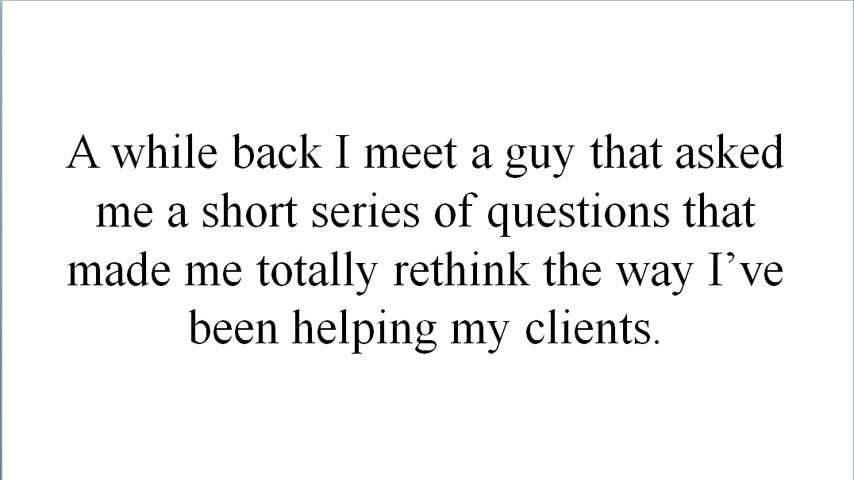 A while back I meet a guy that asked
me a short series of questions that
made me totally rethink the way I’ve
been helping my clients.